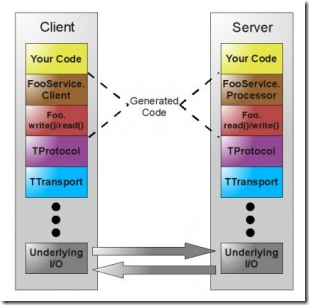 Client
Server
Your Code
FooService.
Client
Foo.
write()/read()
TProtocol
TTransport
Underlying
I/O
Generated
Code
Your Code
FooService.
Processor
Foo.
read()/write()
TProtocol
TTransport
Underlying
I/O